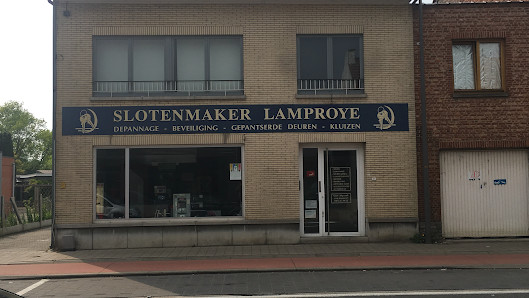 SLOTENMAKER LAMPROYE
DEPANNAGE - BEVEILIGING - GEPANTSERDE DEUREN - KLUIZEN